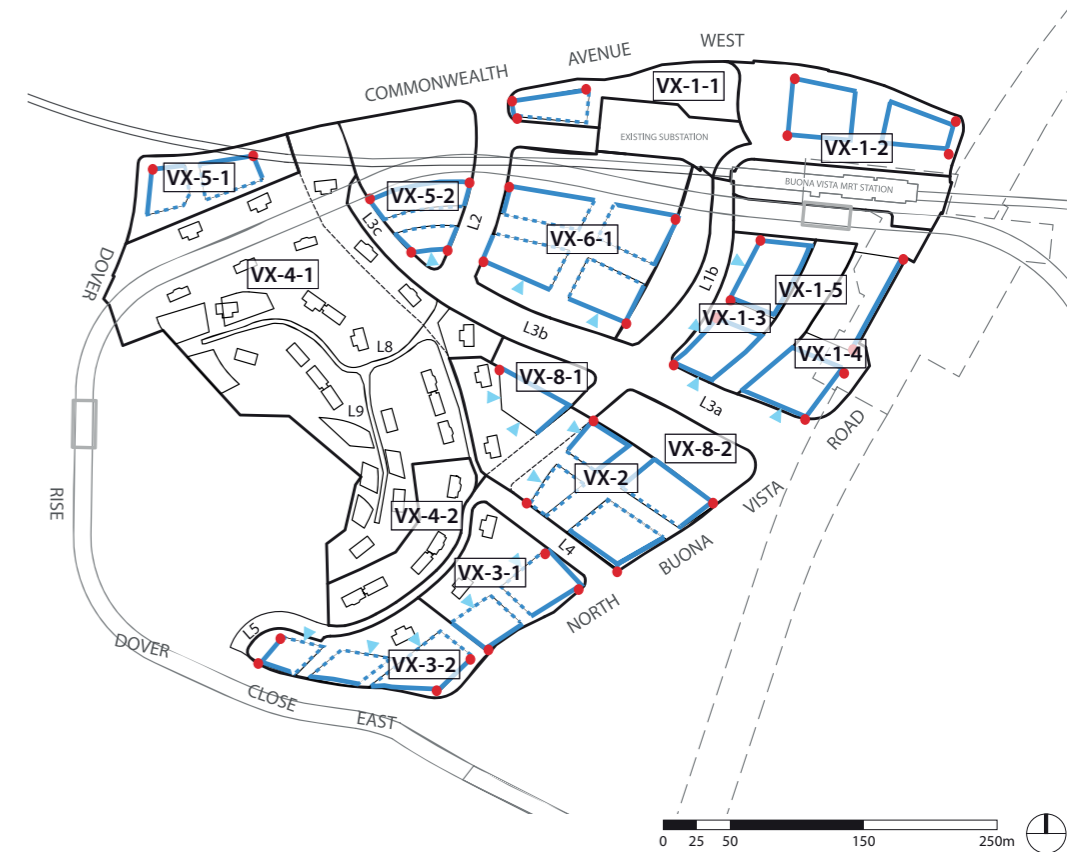 WEST
AVENUE
COMMONWEALTH
VX-1-1
EXISTING SUBSTATION
VX-1-2
BUONA VISTA MRT STATION
VX-5-1
VX-5-2
L3c
L2
VX-6-1
L1b
DOVER
VX-4-1
VX-1-5
VX-1-3
L3b
L8
VX-1-4
VX-8-1
L3a
L9
ROAD
VX-8-2
VX-2
RISE
VISTA
VX-4-2
L4
BUONA
VX-3-1
NORTH
L5
DOVER
VX-3-2
CLOSE
EAST
0 25 50 150 250m